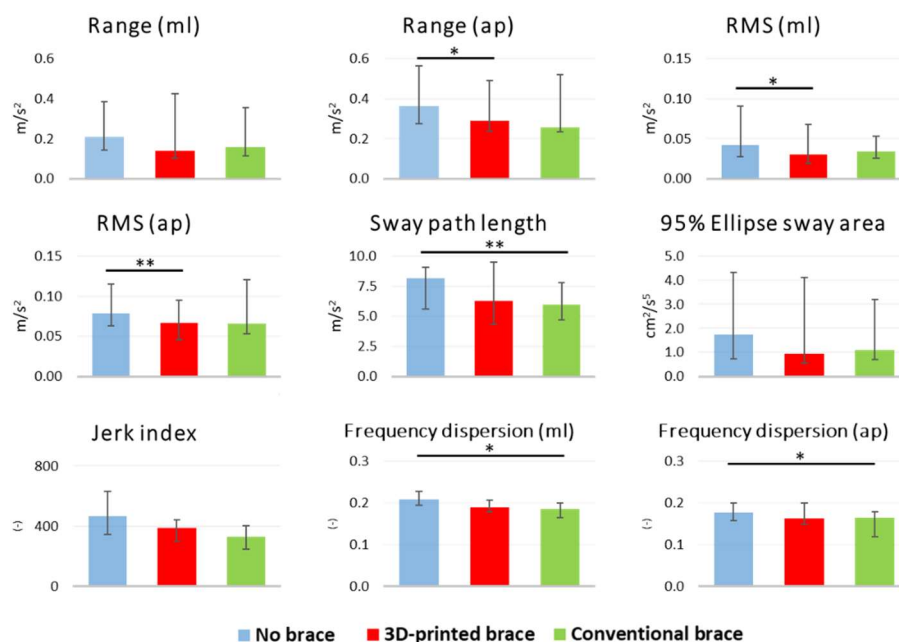 Range (ml)
0.6
0.4
0.2
0.0
m/s²
Range (ap)
0.6
0.4
0.2
0.0
m/s²
*
RMS (ml)
0.15
0.10
0.05
0.00
m/s²
*
RMS (ap)
0.15
0.10
0.05
0.00
m/s²
**
Sway path length
10.0
7.5
5.0
2.5
0.0
m/s²
**
95% Ellipse sway area
5.0
4.0
3.0
2.0
1.0
0.0
cm²/s⁵
Jerk index
800
400
0
(-)
Frequency dispersion (ml)
0.3
0.2
0.1
0.0
(-)
*
Frequency dispersion (ap)
0.3
0.2
0.1
0.0
(-)
*
No brace 3D-printed brace Conventional brace